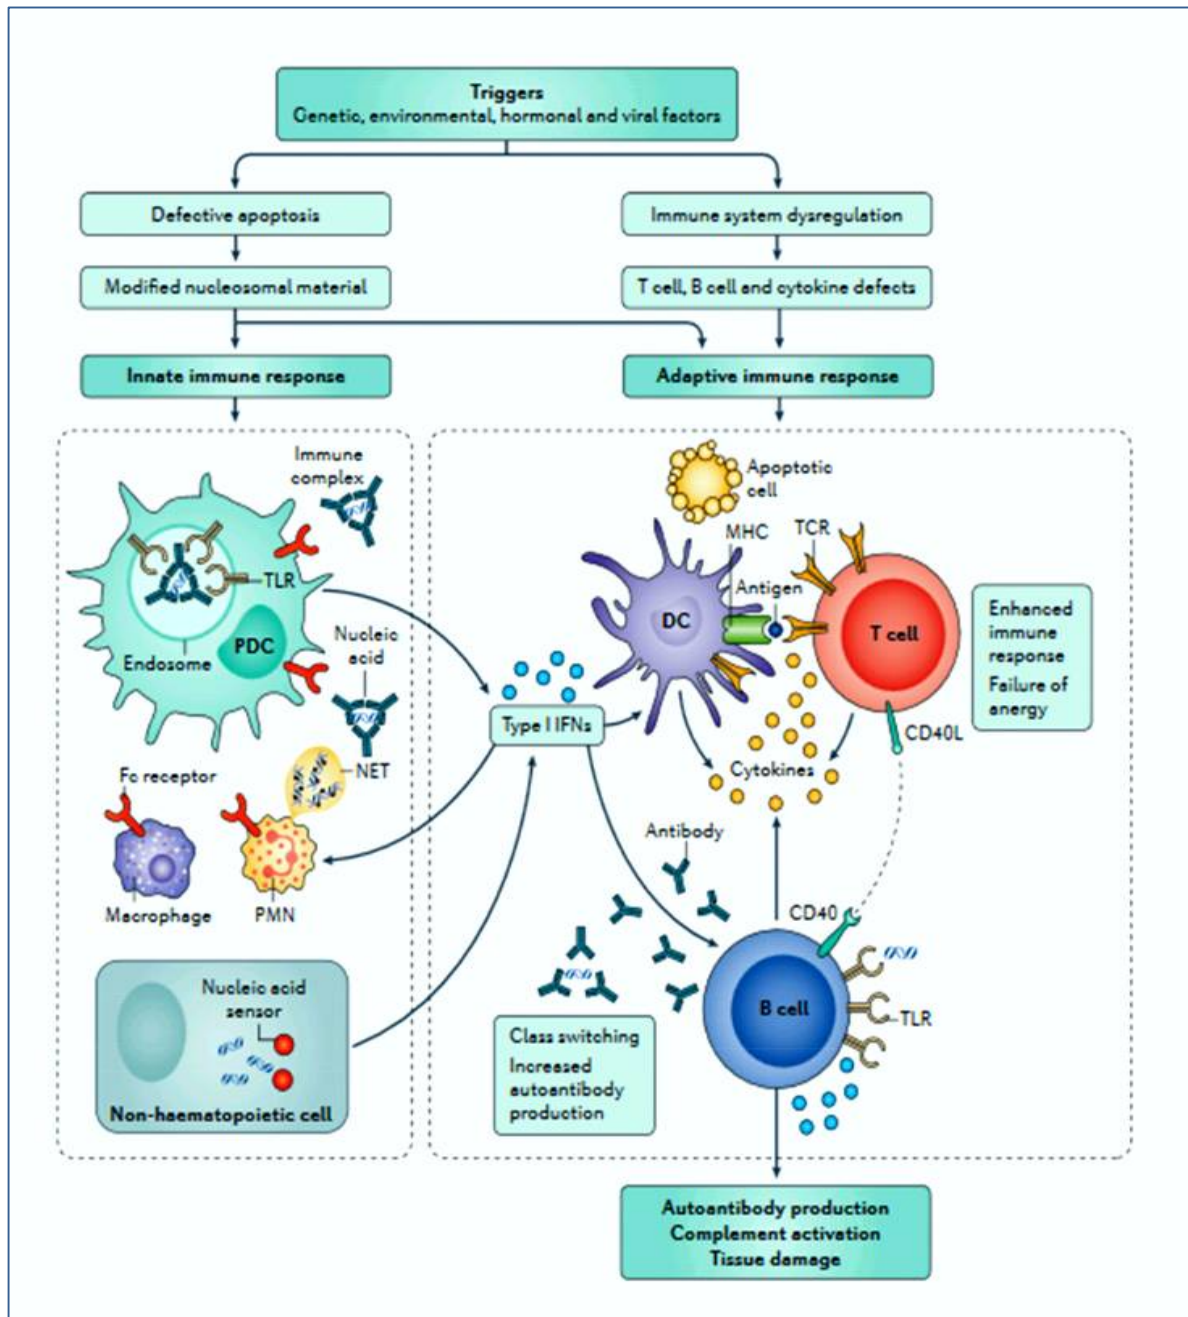 Triggers
Genetic, environmental, hormonal and viral factors
Defective apoptosis
Immune system dysregulation
Modified nucleosomal material
T cell, B cell and cytokine defects
Innate immune response
Adaptive immune response
Immune
complex
TLR
PDC
Endosome
Nucleic
acid
NET
Fc receptor
Macrophage
PMN
Nucleic acid
sensor
Non-haematopoietic cell
Type I IFNs
Apoptotic
cell
MHC
TCR
Antigen
DC
T cell
Enhanced
immune
response
Failure of
anergy
CD40L
Cytokines
Antibody
CD40
B cell
TLR
Class switching
Increased
autoantibody
production
Autoantibody production
Complement activation
Tissue damage